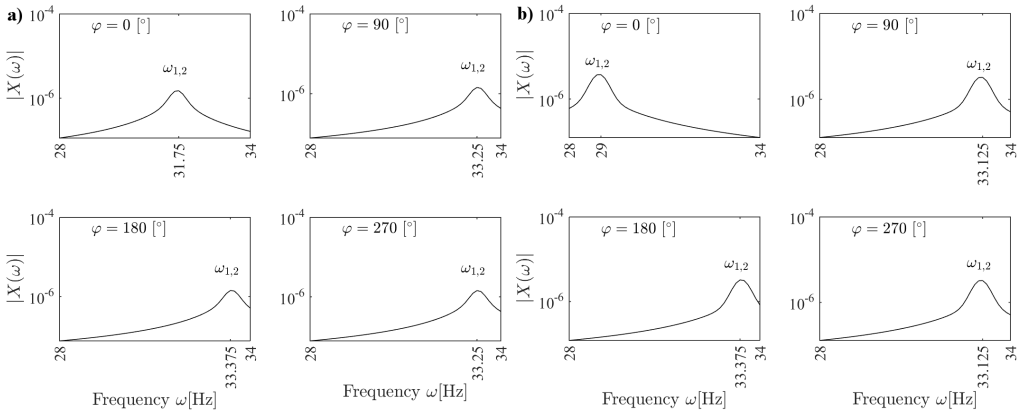 a)
10^-4
φ = 0 [°]
|X(ω)|
ω1,2
10^-6
28
31.75
34
10^-4
φ = 90 [°]
ω1,2
10^-6
28
33.25
34
b)
10^-4
φ = 0 [°]
|X(ω)|
ω1,2
10^-6
28
29
34
10^-4
φ = 90 [°]
ω1,2
10^-6
28
33.125
34
10^-4
φ = 180 [°]
|X(ω)|
ω1,2
10^-6
28
33.375
34
Frequency ω[Hz]
10^-4
φ = 270 [°]
ω1,2
10^-6
28
33.25
34
Frequency ω[Hz]
10^-4
φ = 180 [°]
|X(ω)|
ω1,2
10^-6
28
33.375
34
Frequency ω[Hz]
10^-4
φ = 270 [°]
ω1,2
10^-6
28
33.125
34
Frequency ω[Hz]